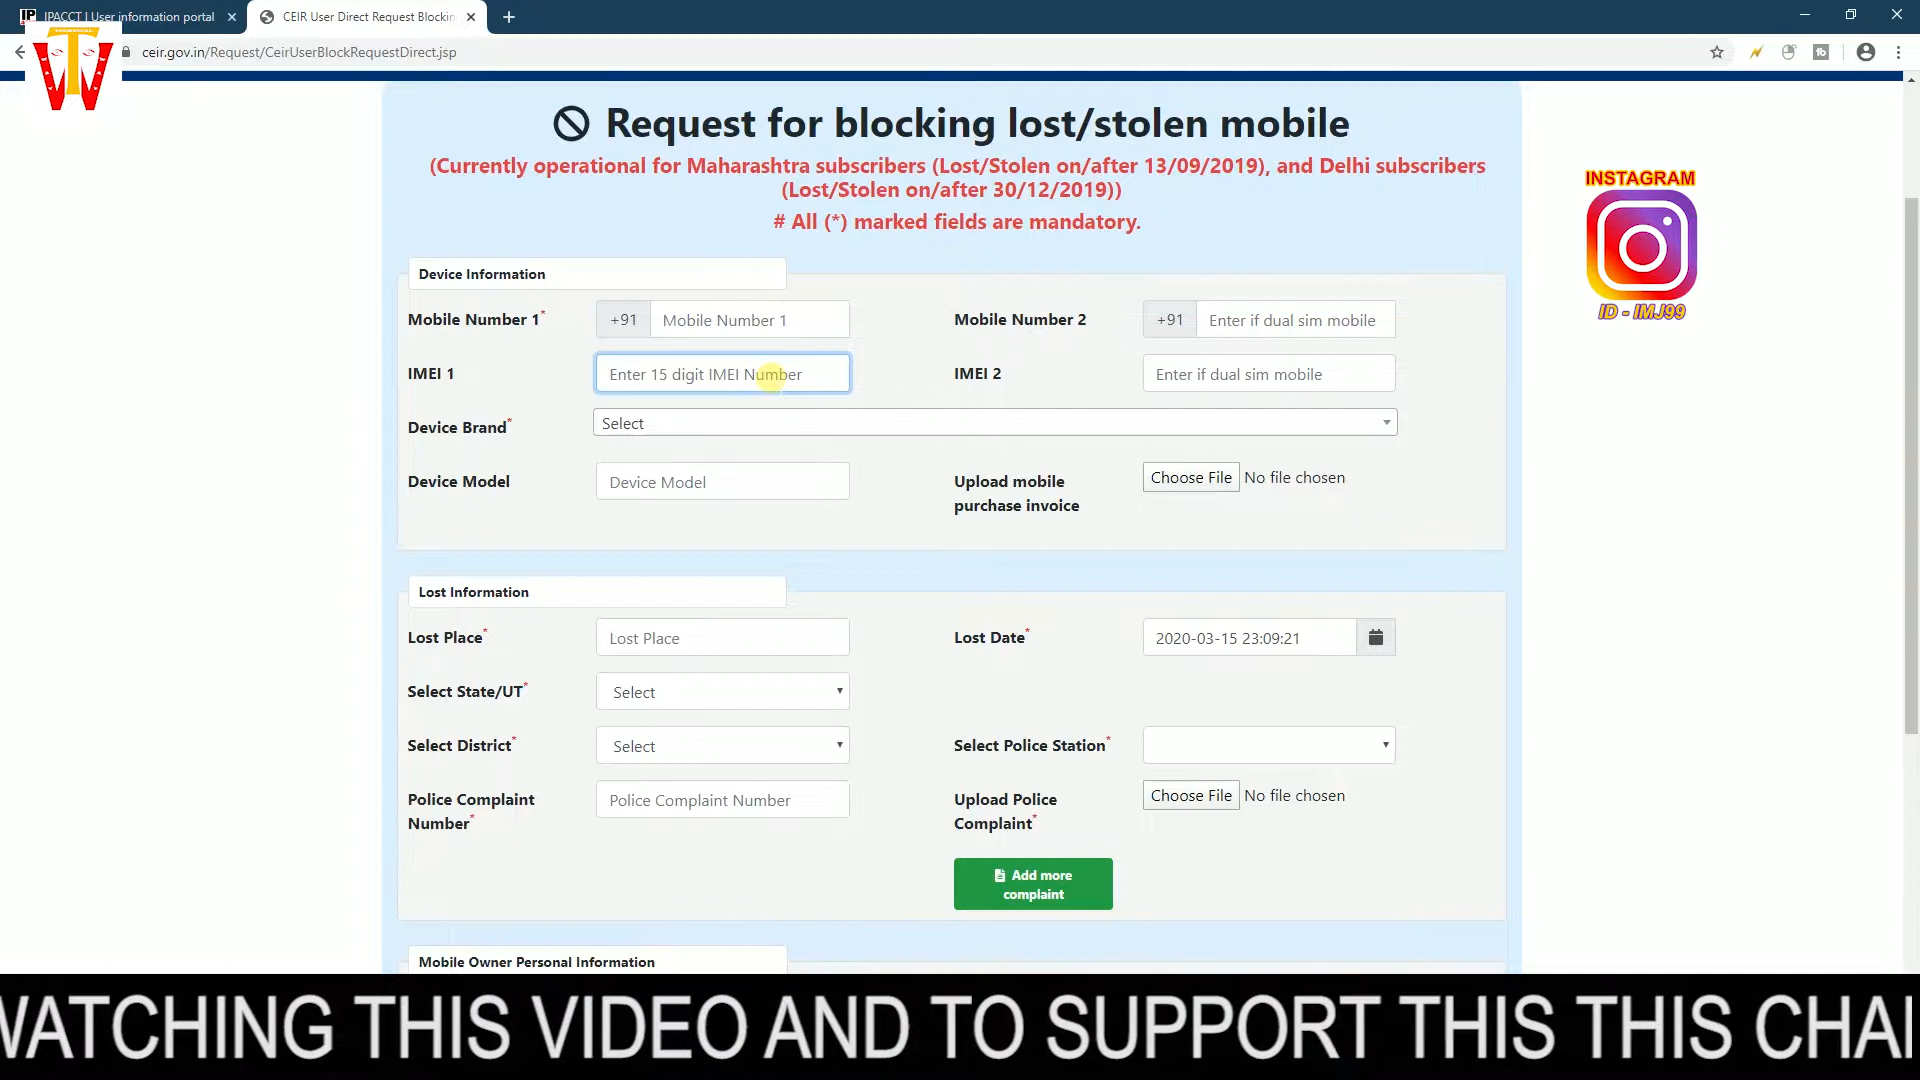 IPACCT | User information portal
CEIR User Direct Request Blockin
ceir.gov.in/Request/CeirUserBlockRequestDirect.jsp
Request for blocking lost/stolen mobile
(Currently operational for Maharashtra subscribers (Lost/Stolen on/after 13/09/2019), and Delhi subscribers
(Lost/Stolen on/after 30/12/2019))
# All (*) marked fields are mandatory.
INSTAGRAM
ID - IMJ99
Device Information
Mobile Number 1* +91 Mobile Number 1 Mobile Number 2 +91 Enter if dual sim mobile
IMEI 1 Enter 15 digit IMEI Number IMEI 2 Enter if dual sim mobile
Device Brand* Select
Device Model Device Model Upload mobile Choose File No file chosen
purchase invoice
Lost Information
Lost Place* Lost Place Lost Date* 2020-03-15 23:09:21
Select State/UT* Select
Select District* Select Select Police Station*
Police Complaint Police Complaint Number Upload Police Choose File No file chosen
Number* Complaint*
Add more
complaint
Mobile Owner Personal Information
WATCHING THIS VIDEO AND TO SUPPORT THIS THIS CHA